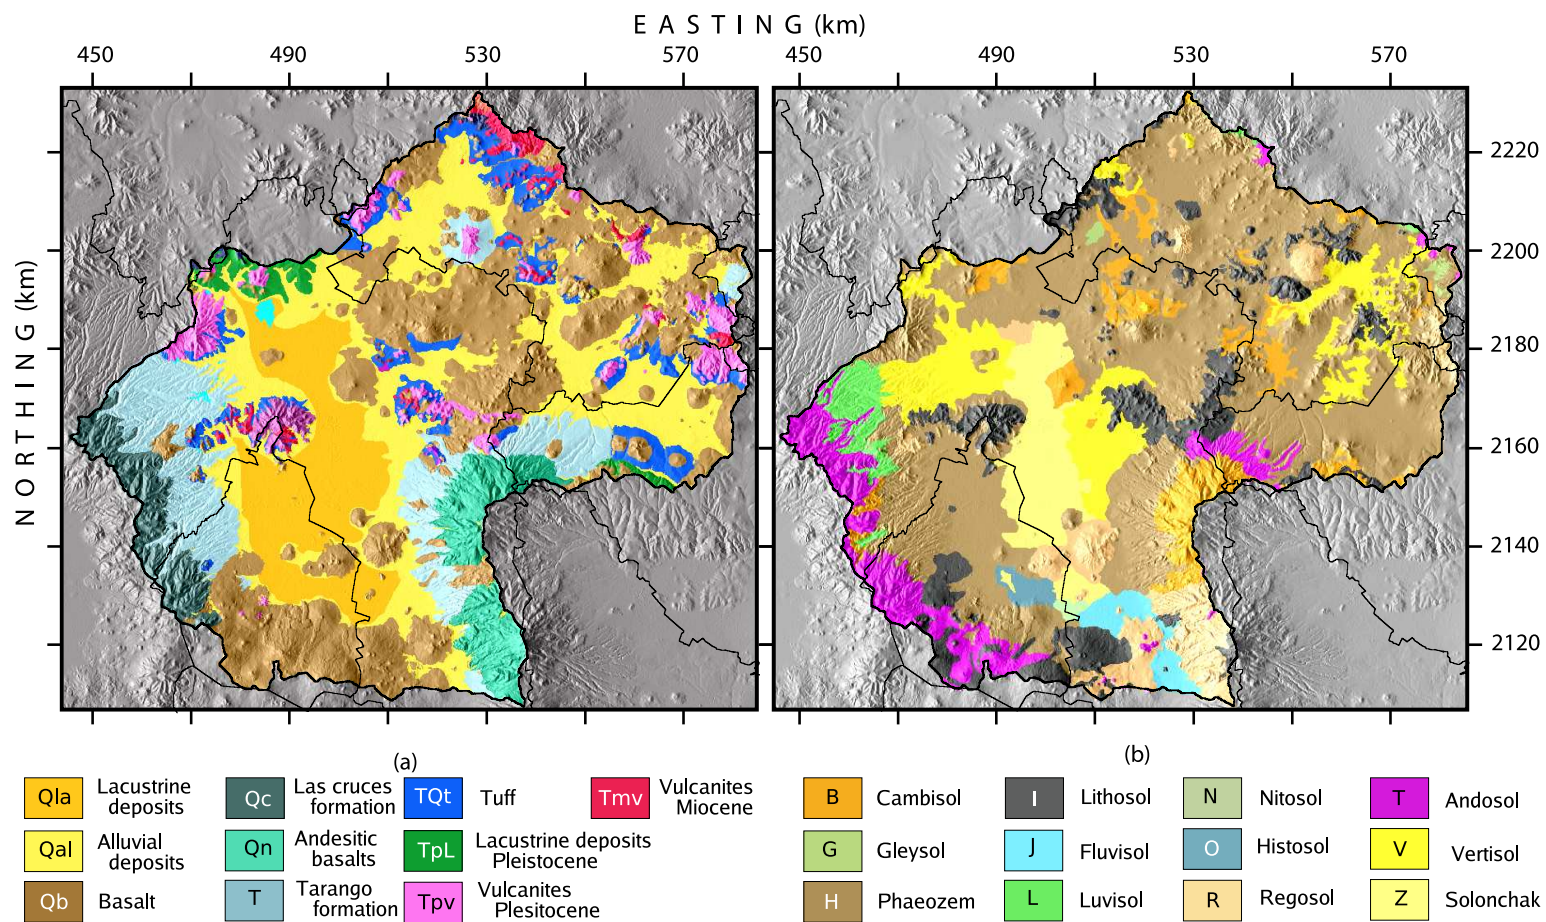 E A S T I N G (km)
450 490 530 570 450 490 530 570
N O R T H I N G (km)
2220
2200
2180
2160
2140
2120
(a) (b)
Qla Lacustrine deposits
Qc Las cruces formation
TQt Tuff
Tmv Vulcanites Miocene
B Cambisol
I Lithosol
N Nitosol
T Andosol
Qal Alluvial deposits
Qn Andesitic basalts
TpL Lacustrine deposits Pleistocene
G Gleysol
J Fluvisol
O Histosol
V Vertisol
Qb Basalt
T Tarango formation
Tpv Vulcanites Plesitocene
H Phaeozem
L Luvisol
R Regosol
Z Solonchak